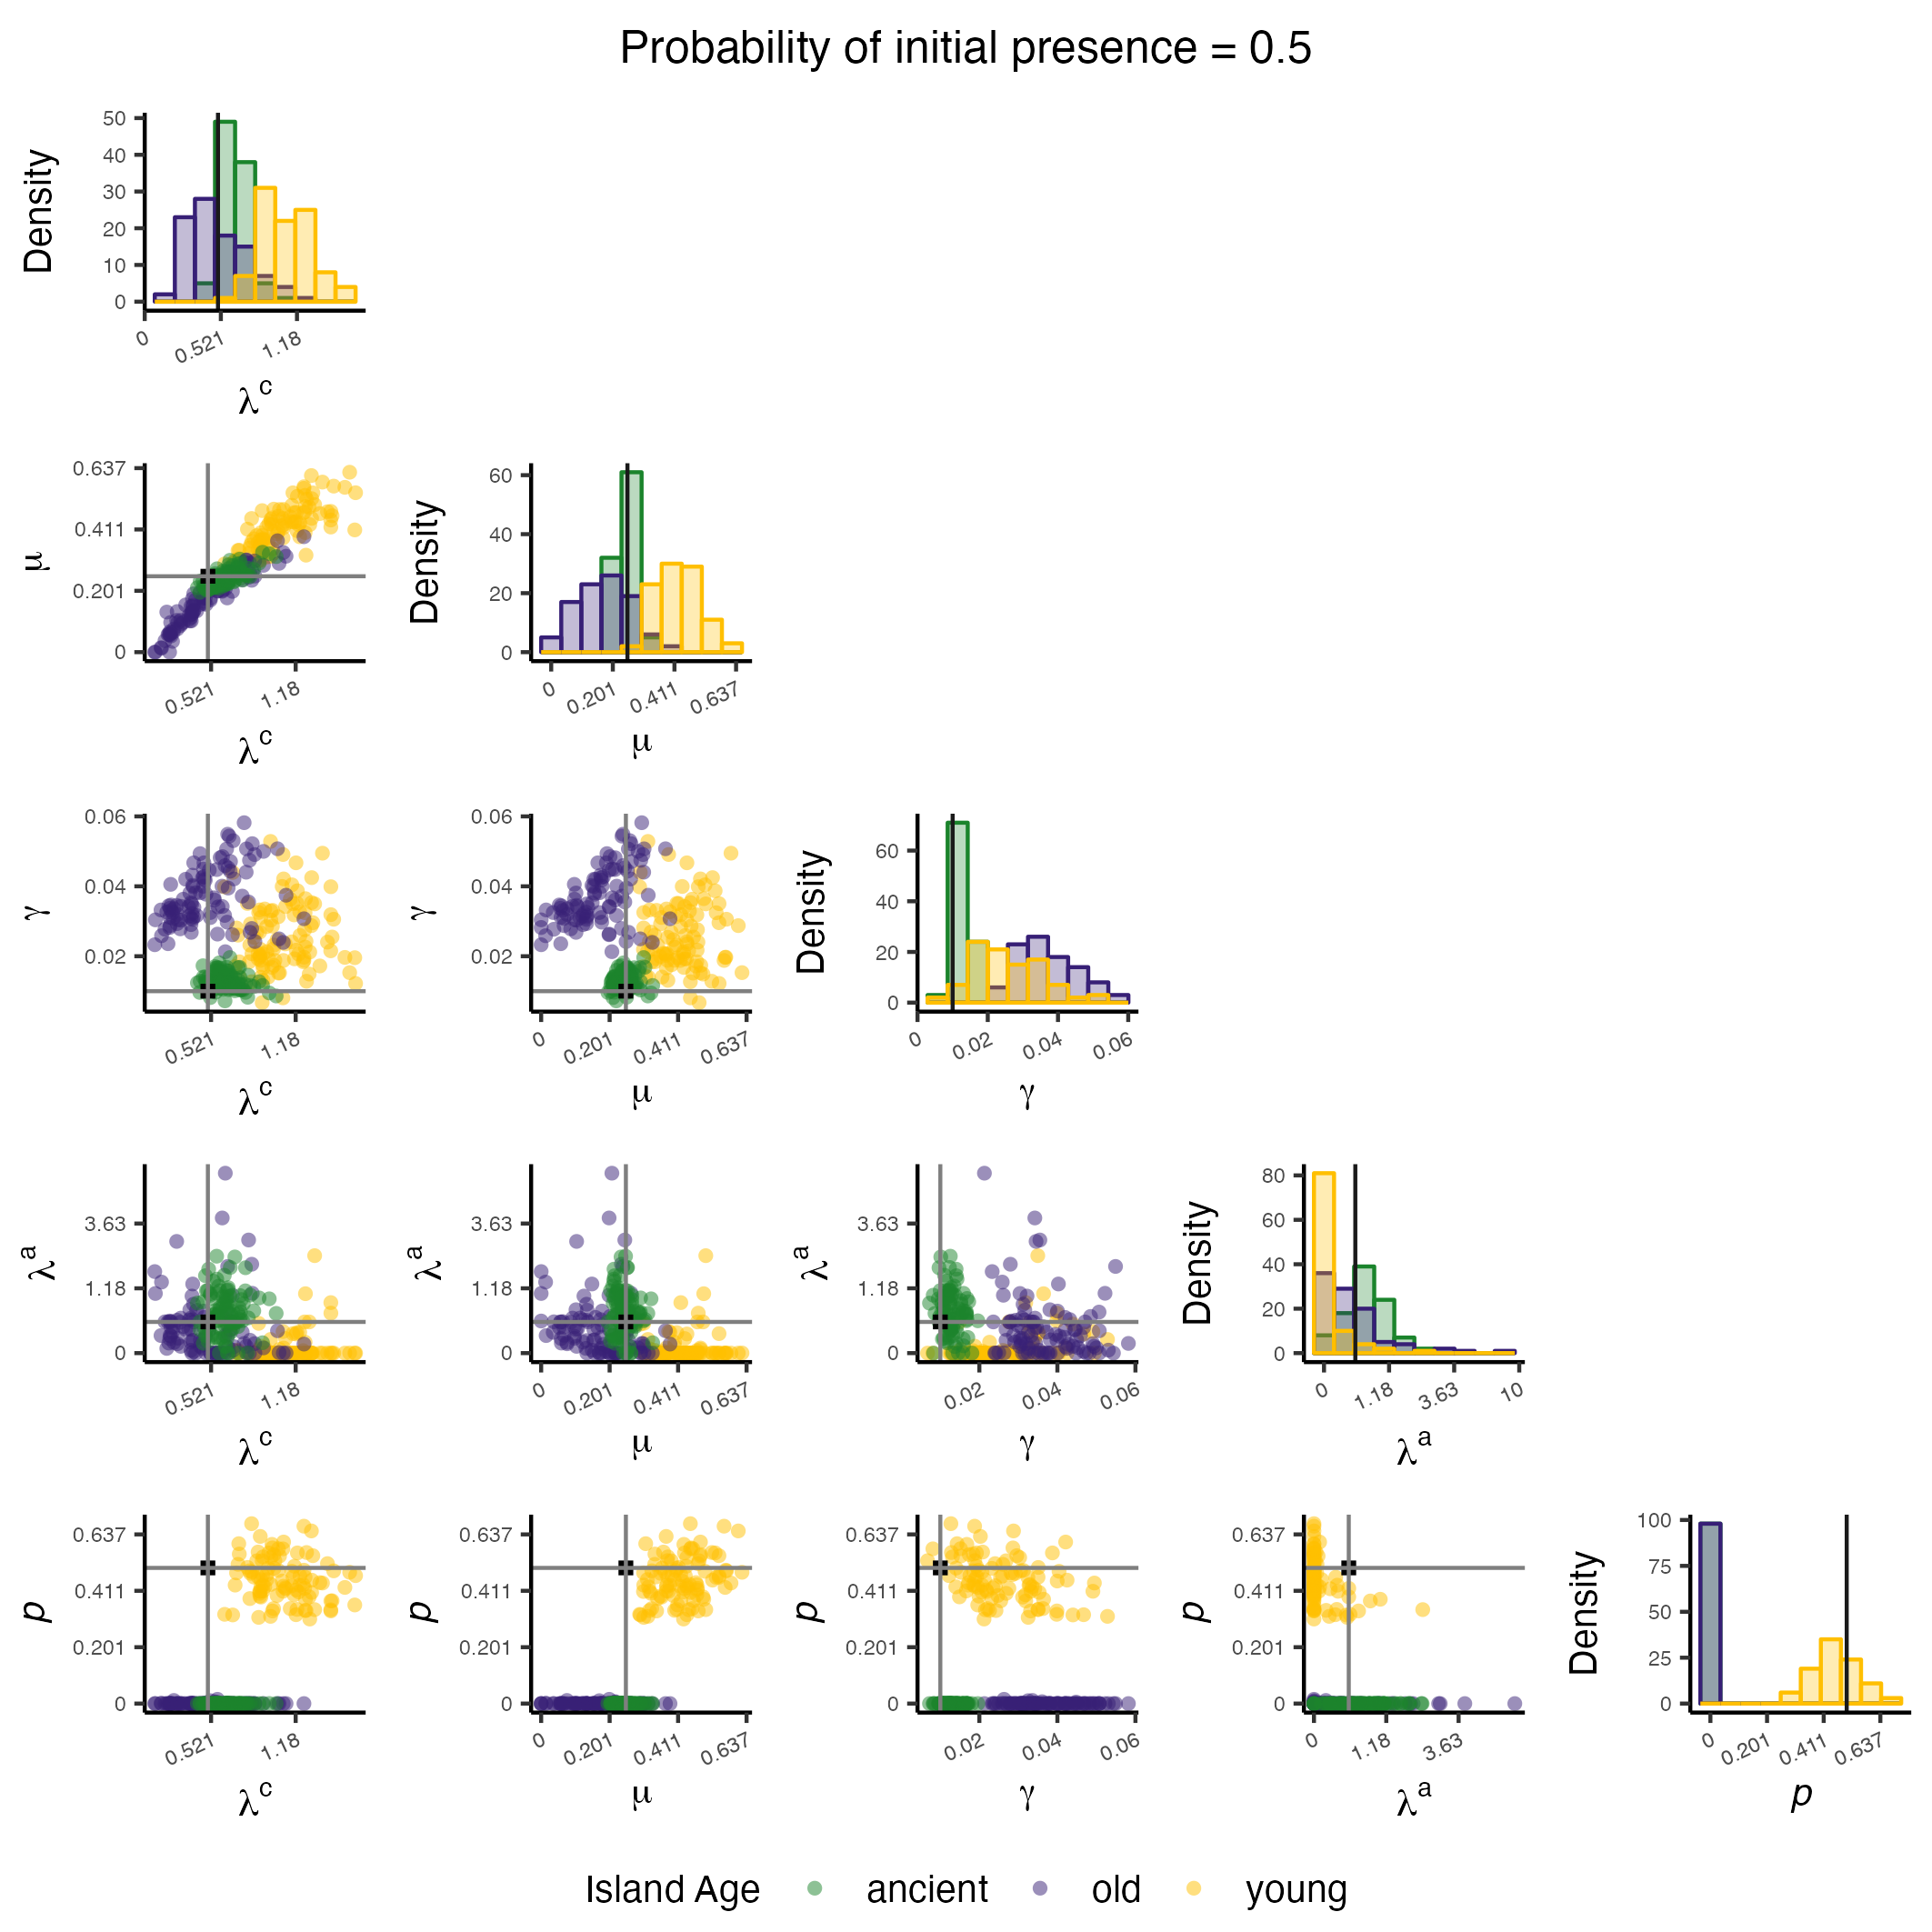 Probability of initial presence = 0.5
Density
50
40
30
20
10
0
0 0.521 1.18
λc
μ
0.637
0.411
0.201
0
0.521 1.18
λc
Density
60
40
20
0
0 0.201 0.411 0.637
μ
γ
0.06
0.04
0.02
0.521 1.18
λc
γ
0.06
0.04
0.02
0 0.201 0.411 0.637
μ
Density
60
40
20
0
0 0.02 0.04 0.06
γ
λa
3.63
1.18
0
0.521 1.18
λc
λa
3.63
1.18
0
0 0.201 0.411 0.637
μ
λa
3.63
1.18
0
0.02 0.04 0.06
γ
Density
80
60
40
20
0
0 1.18 3.63 10
λa
p
0.637
0.411
0.201
0
0.521 1.18
λc
p
0.637
0.411
0.201
0
0 0.201 0.411 0.637
μ
p
0.637
0.411
0.201
0
0.02 0.04 0.06
γ
p
0.637
0.411
0.201
0
0 1.18 3.63
λa
Density
100
75
50
25
0
0 0.201 0.411 0.637
p
Island Age ancient old young